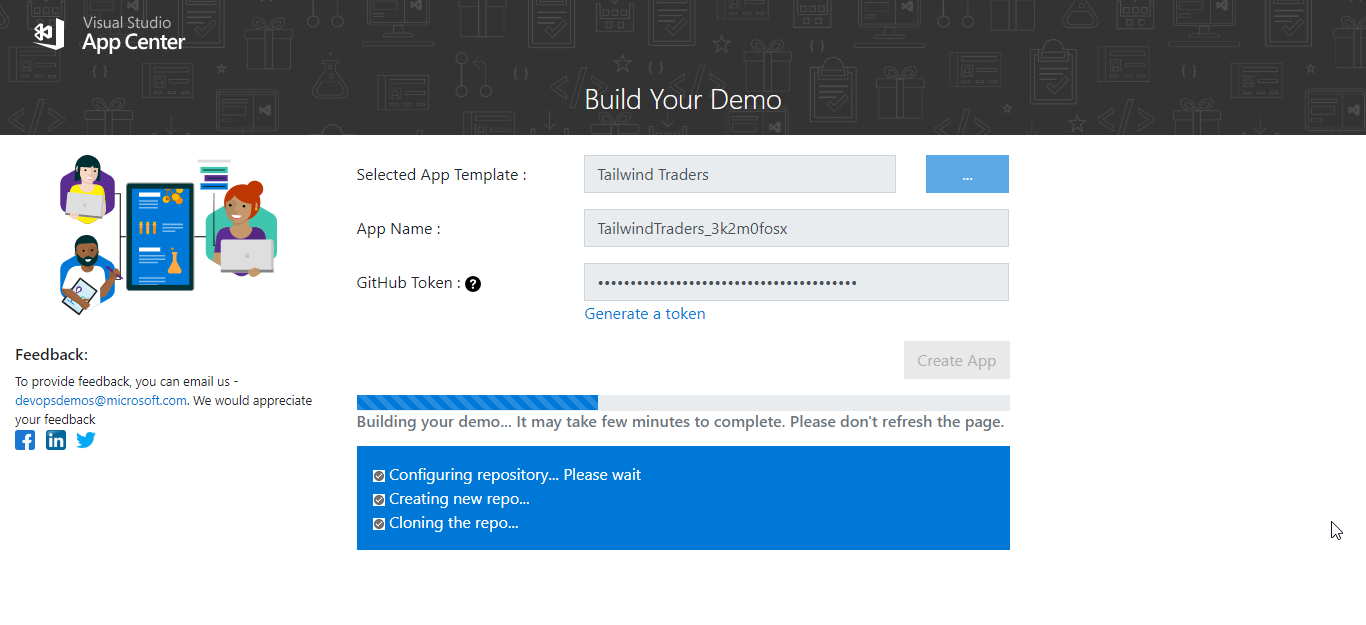 Visual Studio
App Center
Build Your Demo
Selected App Template :
Tailwind Traders
...
App Name :
TailwindTraders_3k2m0fosx
GitHub Token :
?
••••••••••••••••••••••••••••••••••••••••
Generate a token
Create App
Feedback:
To provide feedback, you can email us -
devopsdemos@microsoft.com. We would appreciate
your feedback
Building your demo... It may take few minutes to complete. Please don't refresh the page.
Configuring repository... Please wait
Creating new repo...
Cloning the repo...